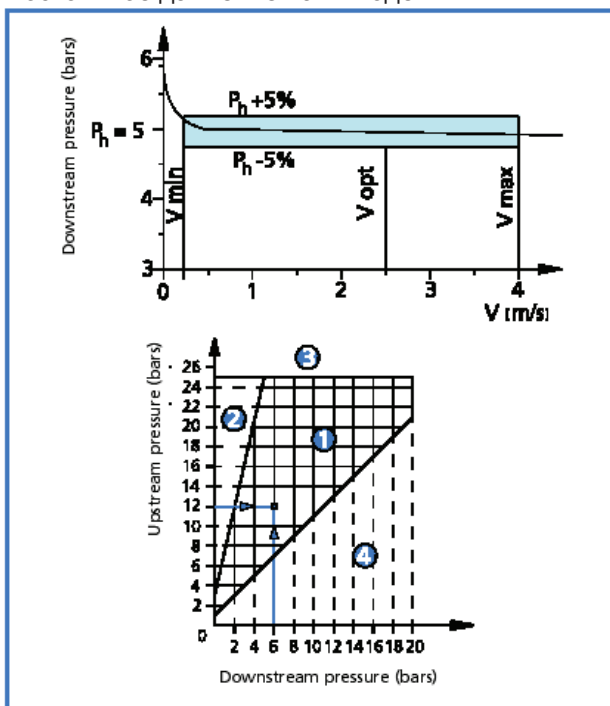 Downstream pressure (bars)
6
Ph = 5
4
3
Ph +5%
Ph -5%
V min
V opt
V max
0 1 2 3 4
V (m/s)
3
Upstream pressure (bars)
26
24
22
20
18
16
14
12
10
8
6
4
2
0
2
1
4
2 4 6 8 10 12 14 16 18 20
Downstream pressure (bars)